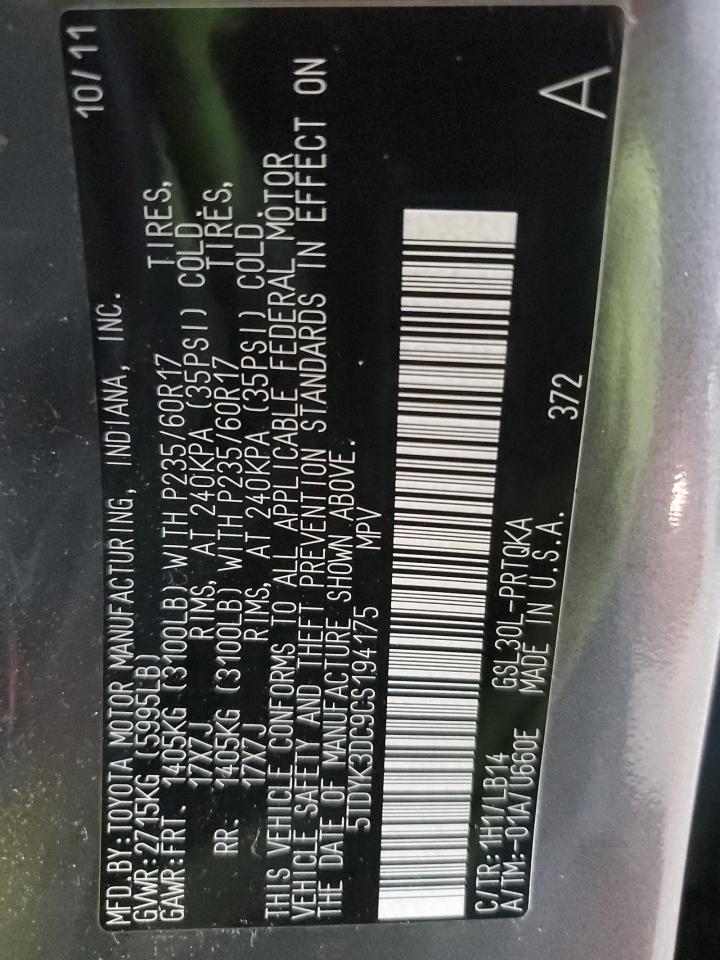 MFD. BY: TOYOTA MOTOR MANUFACTURING, INDIANA, INC. 10/11
GVWR: 2715KG (5995LB)
GAWR: FRT. 1405KG (3100LB) WITH P235/60R17 TIRES,
17X7J RIMS, AT 240KPA (35PSI) COLD.
RR. 1405KG (3100LB) WITH P235/60R17 TIRES,
17X7J RIMS, AT 240KPA (35PSI) COLD.
THIS VEHICLE CONFORMS TO ALL APPLICABLE FEDERAL MOTOR
VEHICLE SAFETY AND THEFT PREVENTION STANDARDS IN EFFECT ON
THE DATE OF MANUFACTURE SHOWN ABOVE.
5TDYK3DC9CS194175 MPV
C/TR: 1H1/LB14 GSL30L-PRTQKA 372 A
A/TM: -01A/U660E MADE IN U.S.A.